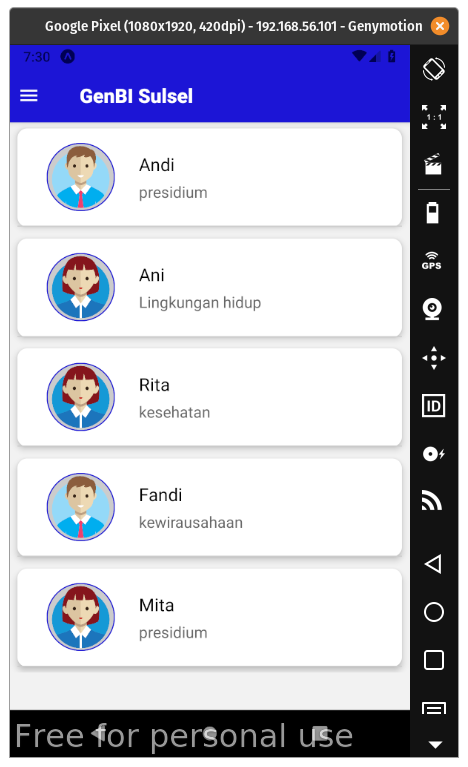 Google Pixel (1080x1920, 420dpi) - 192.168.56.101 - Genymotion
7:30
GenBI Sulsel
Andi
presidium
Ani
Lingkungan hidup
Rita
kesehatan
Fandi
kewirausahaan
Mita
presidium
1:1
GPS
ID
Free for personal use